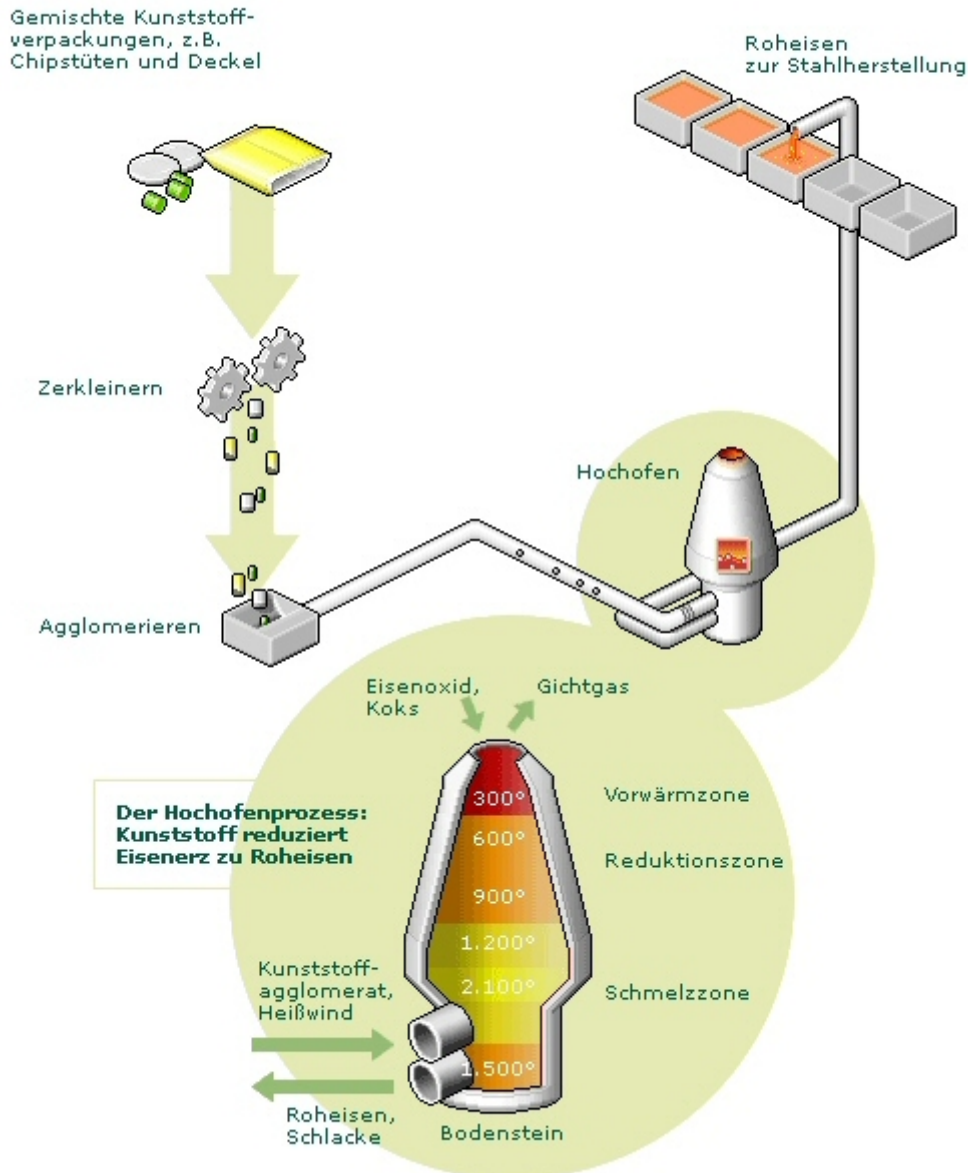 Gemischte Kunststoff-
verpackungen, z.B.
Chipstüten und Deckel
Roheisen
zur Stahlherstellung
Zerkleinern
Hochofen
Agglomerieren
Eisenoxid,
Koks
Gichtgas
Der Hochofenprozess:
Kunststoff reduziert
Eisenerz zu Roheisen
300°
Vorwärmzone
600°
Reduktionszone
900°
1.200°
Kunststoff-
agglomerat,
Heißwind
2.100°
Schmelzzone
1.500°
Roheisen,
Schlacke
Bodenstein